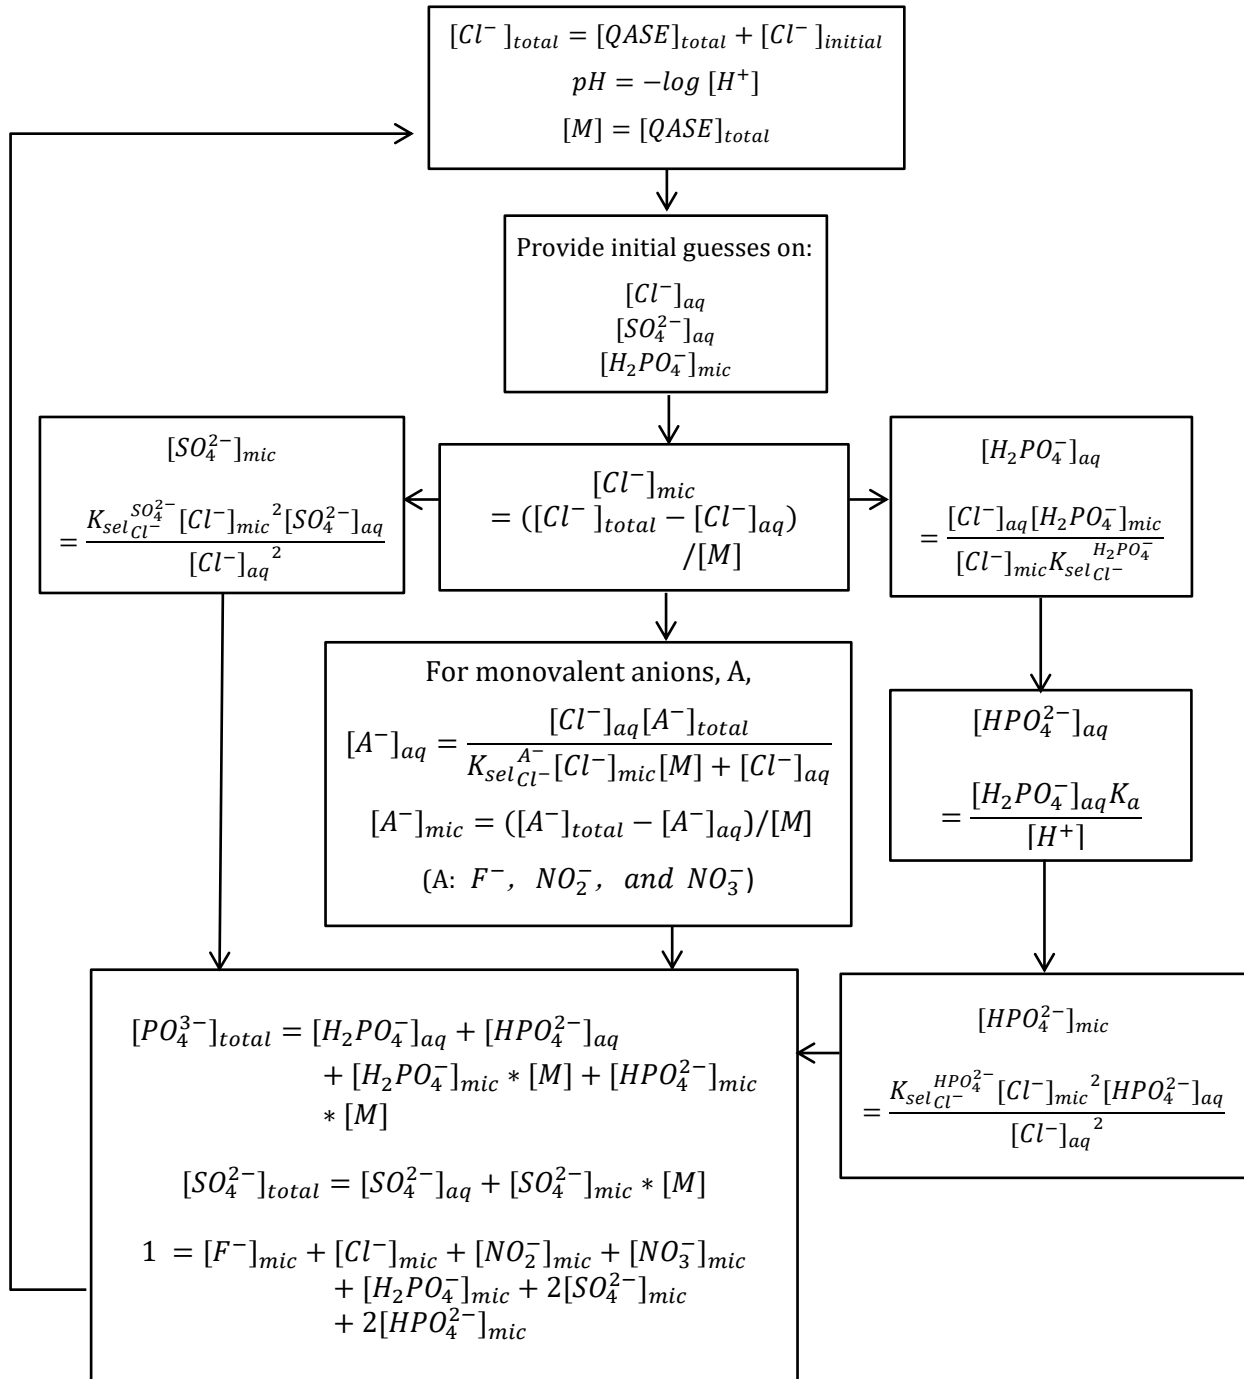 [Cl⁻ ]total = [QASE]total + [Cl⁻ ]initial
pH = −log [H⁺]
[M] = [QASE]total
Provide initial guesses on:
[Cl⁻]aq
[SO₄²⁻]aq
[H₂PO₄⁻]mic
[SO₄²⁻]mic
= K_sel Cl⁻^SO₄²⁻ [Cl⁻]mic² [SO₄²⁻]aq / [Cl⁻]aq²
[Cl⁻]mic
= ([Cl⁻ ]total − [Cl⁻]aq)
/[M]
[H₂PO₄⁻]aq
= [Cl⁻]aq[H₂PO₄⁻]mic / [Cl⁻]mic K_sel Cl⁻^H₂PO₄⁻
For monovalent anions, A,
[A⁻]aq = [Cl⁻]aq[A⁻]total / K_sel Cl⁻^A⁻ [Cl⁻]mic[M] + [Cl⁻]aq
[A⁻]mic = ([A⁻]total − [A⁻]aq)/[M]
(A: F⁻, NO₂⁻, and NO₃⁻)
[HPO₄²⁻]aq
= [H₂PO₄⁻]aq Ka / ⌈H⁺⌉
[PO₄³⁻]total = [H₂PO₄⁻]aq + [HPO₄²⁻]aq
+ [H₂PO₄⁻]mic ∗ [M] + [HPO₄²⁻]mic
∗ [M]
[SO₄²⁻]total = [SO₄²⁻]aq + [SO₄²⁻]mic ∗ [M]
1 = [F⁻]mic + [Cl⁻]mic + [NO₂⁻]mic + [NO₃⁻]mic
+ [H₂PO₄⁻]mic + 2[SO₄²⁻]mic
+ 2[HPO₄²⁻]mic
[HPO₄²⁻]mic
= K_sel Cl⁻^HPO₄²⁻ [Cl⁻]mic² [HPO₄²⁻]aq / [Cl⁻]aq²